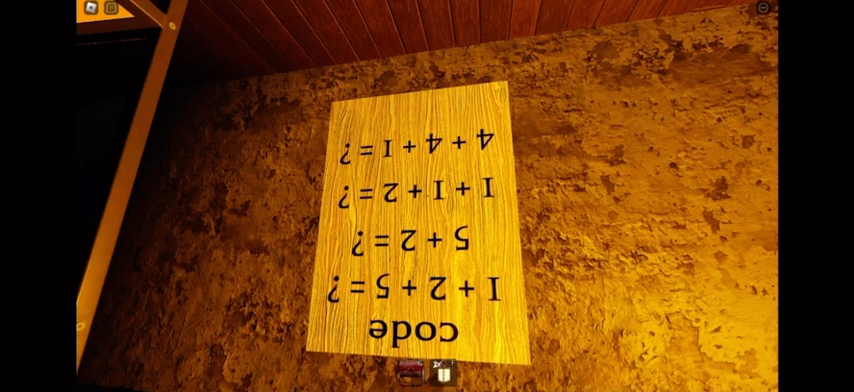 code
1 + 2 + 5 = ?
5 + 2 = ?
1 + 1 + 2 = ?
4 + 4 + 1 = ?